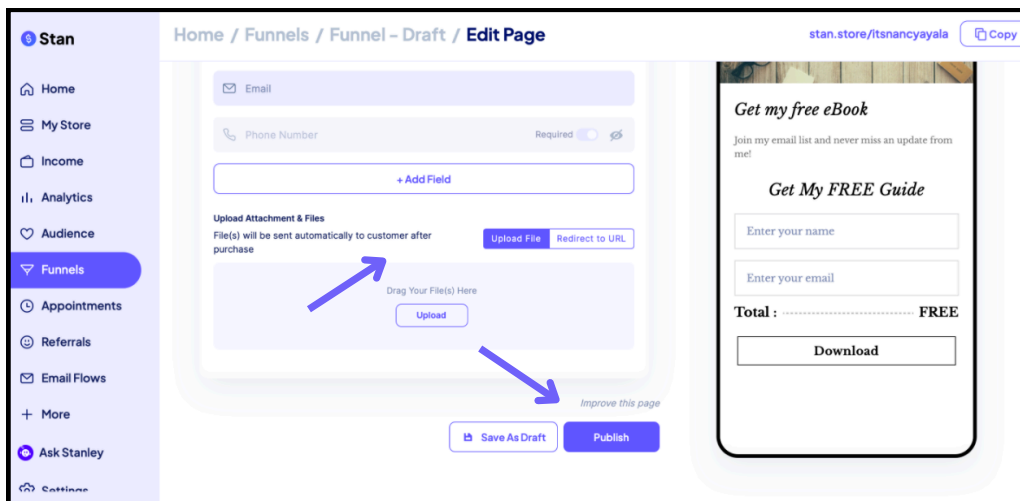 Stan
Home / Funnels / Funnel - Draft / Edit Page
stan.store/itsnancyayala
Copy
Home
My Store
Income
Analytics
Audience
Funnels
Appointments
Referrals
Email Flows
More
Ask Stanley
Settings
Email
Phone Number
Required
+ Add Field
Upload Attachment & Files
File(s) will be sent automatically to customer after
purchase
Upload File
Redirect to URL
Drag Your File(s) Here
Upload
Improve this page
Save As Draft
Publish
Get my free eBook
Join my email list and never miss an update from
me!
Get My FREE Guide
Enter your name
Enter your email
Total : FREE
Download